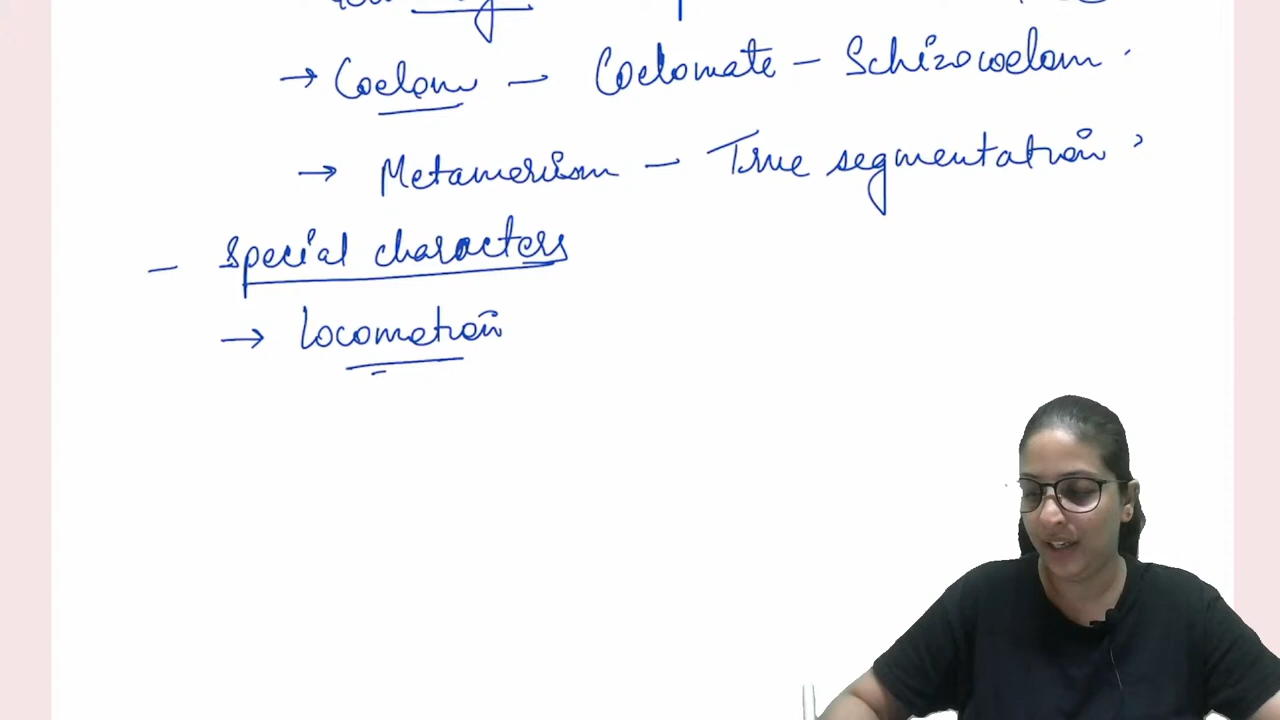 → Coelom – Coelomate – Schizocoelom.
→ Metamerism – True segmentation
– Special characters
→ Locomotion